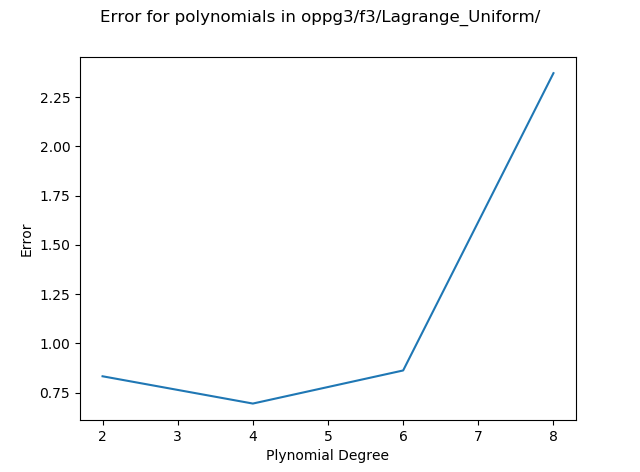 Error for polynomials in oppg3/f3/Lagrange_Uniform/
2.25
2.00
1.75
1.50
1.25
1.00
0.75
Error
2 3 4 5 6 7 8
Plynomial Degree